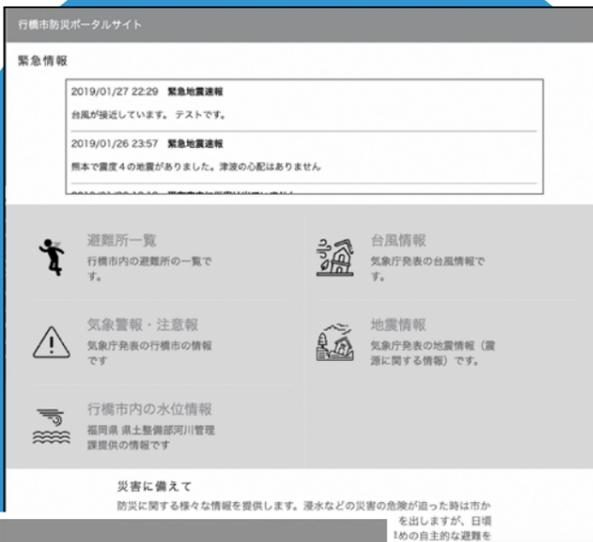 行橋市防災ポータルサイト
緊急情報
2019/01/27 22:29 緊急地震速報
台風が接近しています。 テストです。
2019/01/26 23:57 緊急地震速報
熊本で震度4の地震がありました。津波の心配はありません
避難所一覧
行橋市内の避難所の一覧で
す。
台風情報
気象庁発表の台風情報で
す。
気象警報・注意報
気象庁発表の行橋市の情報
です
地震情報
気象庁発表の地震情報（震
源に関する情報）です。
行橋市内の水位情報
福岡県 県土整備部河川管理
課提供の情報です
災害に備えて
防災に関する様々な情報を提供します。浸水などの災害の危険が迫った時は市か
を出しますが、日頃
めの自主的な避難を